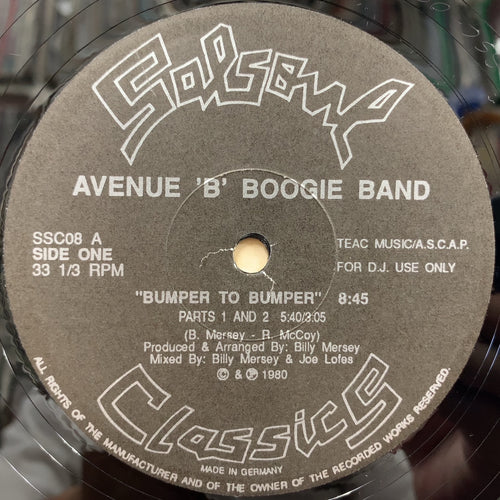 Salsoul
AVENUE 'B' BOOGIE BAND
SSC08 A
SIDE ONE
33 1/3 RPM
TEAC MUSIC/A.S.C.A.P.
FOR D.J. USE ONLY
"BUMPER TO BUMPER" 8:45
PARTS 1 AND 2 5:40/3:05
(B. Mersey - R. McCoy)
Produced & Arranged By: Billy Mersey
Mixed By: Billy Mersey & Joe Lofes
© & ℗ 1980
Classics
MADE IN GERMANY
ALL RIGHTS OF THE MANUFACTURER AND OF THE OWNER OF THE RECORDED WORKS RESERVED.